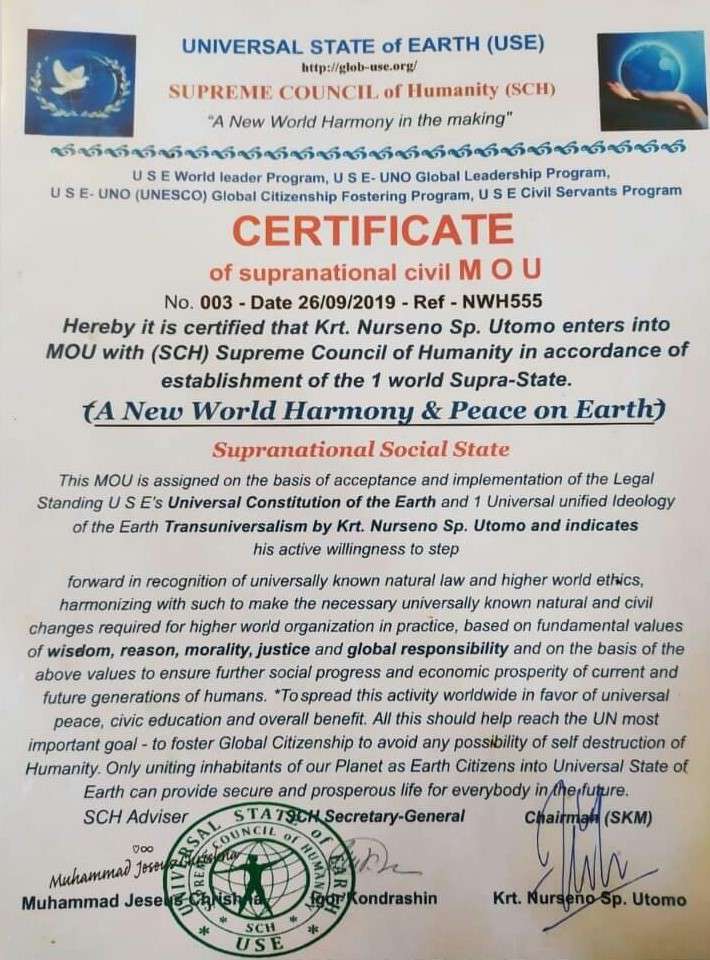 UNIVERSAL STATE of EARTH (USE)
http://glob-use.org/
SUPREME COUNCIL of Humanity (SCH)
"A New World Harmony in the making"
U S E World leader Program, U S E- UNO Global Leadership Program,
U S E- UNO (UNESCO) Global Citizenship Fostering Program, U S E Civil Servants Program
CERTIFICATE
of supranational civil M O U
No. 003 - Date 26/09/2019 - Ref - NWH555
Hereby it is certified that Krt. Nurseno Sp. Utomo enters into
MOU with (SCH) Supreme Council of Humanity in accordance of
establishment of the 1 world Supra-State.
(A New World Harmony & Peace on Earth)
Supranational Social State
This MOU is assigned on the basis of acceptance and implementation of the Legal
Standing U S E's Universal Constitution of the Earth and 1 Universal unified Ideology
of the Earth Transuniversalism by Krt. Nurseno Sp. Utomo and indicates
his active willingness to step
forward in recognition of universally known natural law and higher world ethics,
harmonizing with such to make the necessary universally known natural and civil
changes required for higher world organization in practice, based on fundamental values
of wisdom, reason, morality, justice and global responsibility and on the basis of the
above values to ensure further social progress and economic prosperity of current and
future generations of humans. *To spread this activity worldwide in favor of universal
peace, civic education and overall benefit. All this should help reach the UN most
important goal - to foster Global Citizenship to avoid any possibility of self destruction of
Humanity. Only uniting inhabitants of our Planet as Earth Citizens into Universal State of
Earth can provide secure and prosperous life for everybody in the future.
SCH Adviser
SCH Secretary-General
Chairman (SKM)
Muhammad Jeseus Chrishna
Muhammad Jeseus Chrishna
Igor Kondrashin
Krt. Nurseno Sp. Utomo
UNIVERSAL STATE of EARTH
SUPREME COUNCIL of HUMANITY
SCH
USE